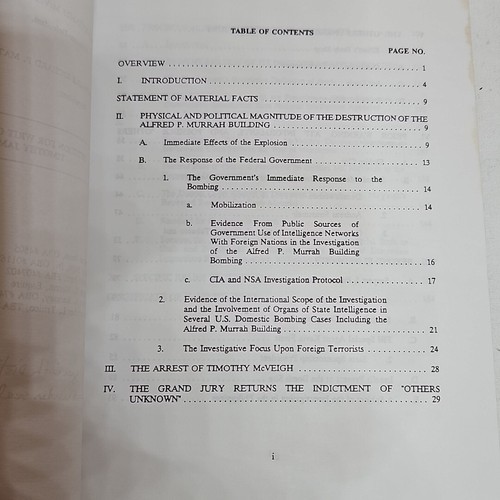 TABLE OF CONTENTS
PAGE NO.
OVERVIEW . . . . . . . . . . . . . . . . . . . . . . . . . . . . . . . . . . . . . . . . 1
I. INTRODUCTION . . . . . . . . . . . . . . . . . . . . . . . . . . . . . . . . 4
STATEMENT OF MATERIAL FACTS . . . . . . . . . . . . . . . . . . . . . . . . 9
II. PHYSICAL AND POLITICAL MAGNITUDE OF THE DESTRUCTION OF THE
ALFRED P. MURRAH BUILDING . . . . . . . . . . . . . . . . . . . . . . . 9
A. Immediate Effects of the Explosion . . . . . . . . . . . . . . . . . . . . 9
B. The Response of the Federal Government . . . . . . . . . . . . . . . . 13
1. The Government's Immediate Response to the
Bombing . . . . . . . . . . . . . . . . . . . . . . . . . . . . . . 14
a. Mobilization . . . . . . . . . . . . . . . . . . . . . . . . . 14
b. Evidence From Public Sources of
Government Use of Intelligence Networks
With Foreign Nations in the Investigation
of the Alfred P. Murrah Building
Bombing . . . . . . . . . . . . . . . . . . . . . . . . . . 16
c. CIA and NSA Investigation Protocol . . . . . . . . . . 17
2. Evidence of the International Scope of the Investigation
and the Involvement of Organs of State Intelligence in
Several U.S. Domestic Bombing Cases Including the
Alfred P. Murrah Building . . . . . . . . . . . . . . . . . . . . 21
3. The Investigative Focus Upon Foreign Terrorists . . . . . . . . 24
III. THE ARREST OF TIMOTHY McVEIGH . . . . . . . . . . . . . . . . . . . 28
IV. THE GRAND JURY RETURNS THE INDICTMENT OF "OTHERS
UNKNOWN" . . . . . . . . . . . . . . . . . . . . . . . . . . . . . . . . . 29
i